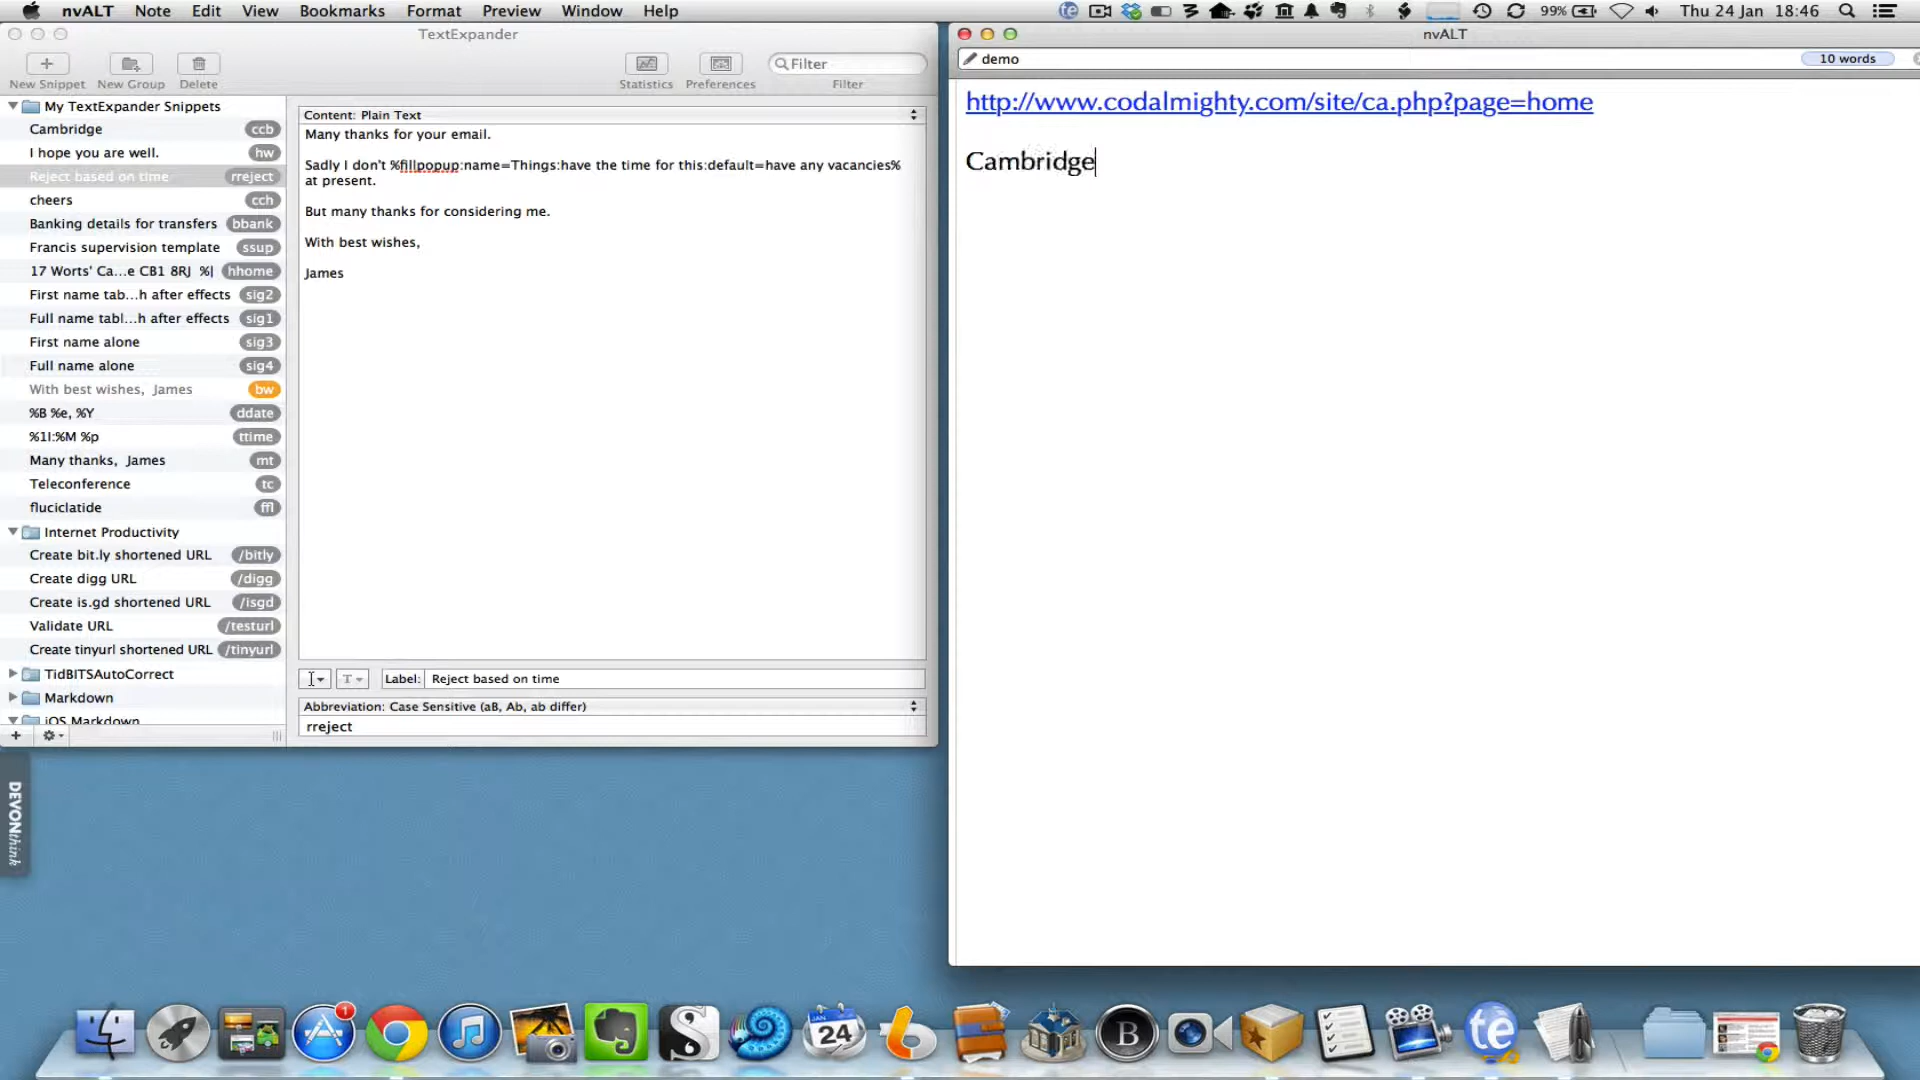 nvALT Note Edit View Bookmarks Format Preview Window Help
99% Thu 24 Jan 18:46
TextExpander
New Snippet New Group Delete
Statistics Preferences
Filter
Filter
My TextExpander Snippets
Cambridge ccb
I hope you are well. hw
Reject based on time rreject
cheers cch
Banking details for transfers bbank
Francis supervision template ssup
17 Worts' Ca...e CB1 8RJ %| hhome
First name tab...h after effects sig2
Full name tabl...h after effects sig1
First name alone sig3
Full name alone sig4
With best wishes, James bw
%B %e, %Y ddate
%1I:%M %p ttime
Many thanks, James mt
Teleconference tc
fluciclatide ffl
Internet Productivity
Create bit.ly shortened URL /bitly
Create digg URL /digg
Create is.gd shortened URL /isgd
Validate URL /testurl
Create tinyurl shortened URL /tinyurl
TidBITSAutoCorrect
Markdown
iOS Markdown
Content: Plain Text
Many thanks for your email.
Sadly I don't %fillpopup:name=Things:have the time for this:default=have any vacancies%
at present.
But many thanks for considering me.
With best wishes,
James
Label: Reject based on time
Abbreviation: Case Sensitive (aB, Ab, ab differ)
rreject
nvALT
demo
10 words
http://www.codalmighty.com/site/ca.php?page=home
Cambridge
DEVONthink
1
JAN
24
B
te